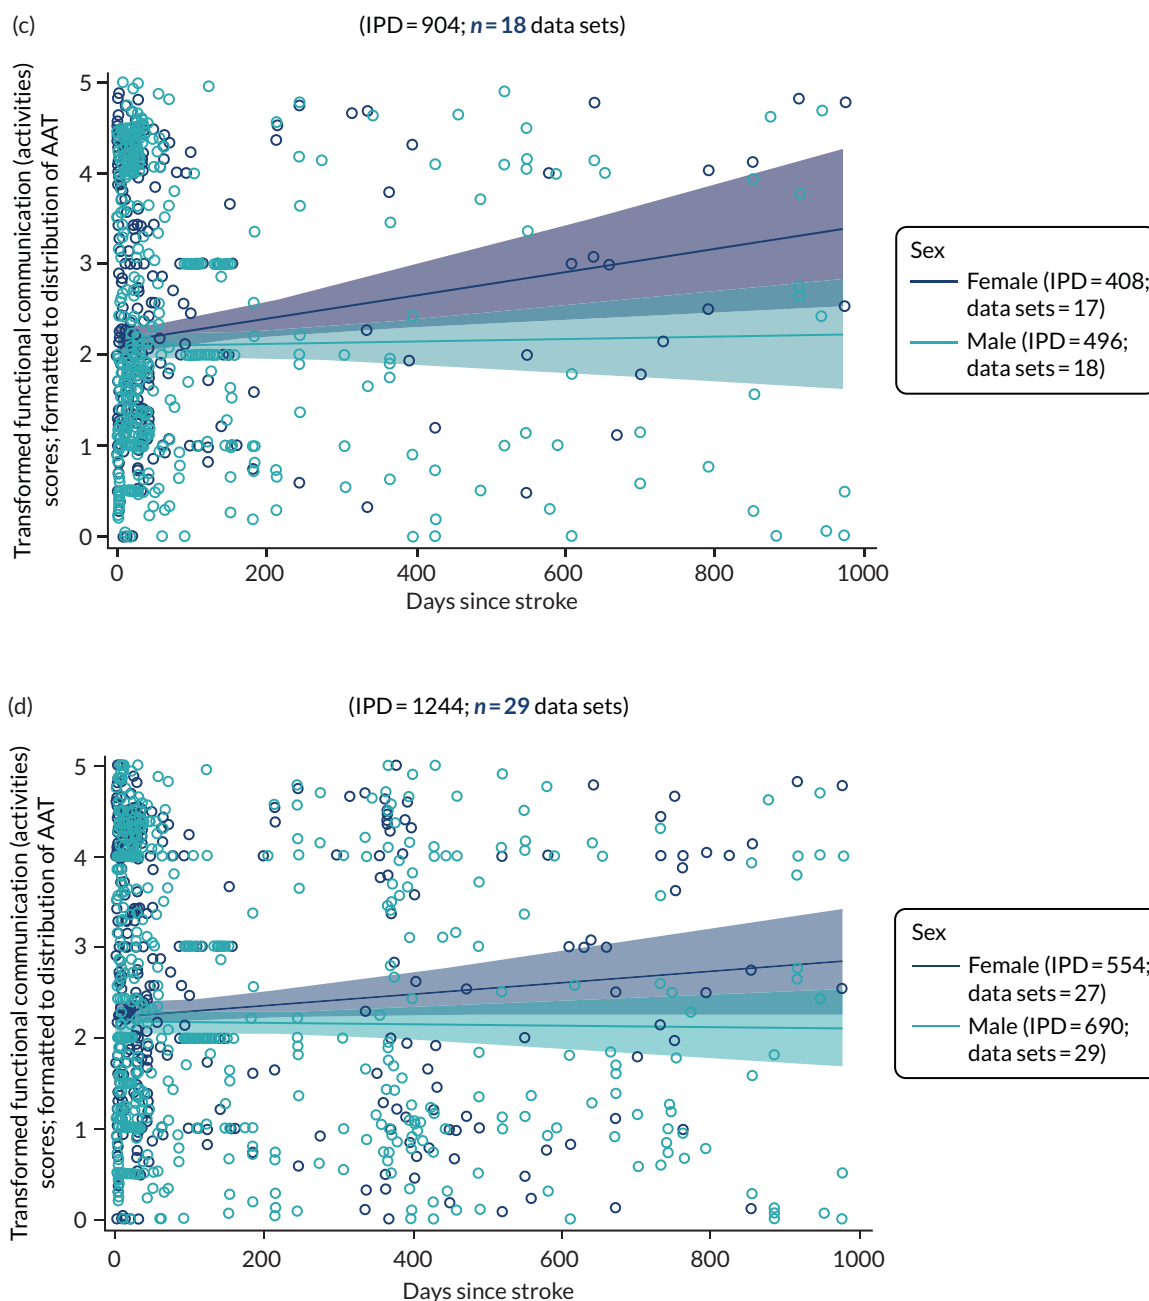 (c)
(IPD = 904; n = 18 data sets)
Transformed functional communication (activities)
scores; formatted to distribution of AAT
5
4
3
2
1
0
0
200
400
600
800
1000
Days since stroke
Sex
Female (IPD = 408;
data sets = 17)
Male (IPD = 496;
data sets = 18)
(d)
(IPD = 1244; n = 29 data sets)
Transformed functional communication (activities)
scores; formatted to distribution of AAT
5
4
3
2
1
0
0
200
400
600
800
1000
Days since stroke
Sex
Female (IPD = 554;
data sets = 27)
Male (IPD = 690;
data sets = 29)